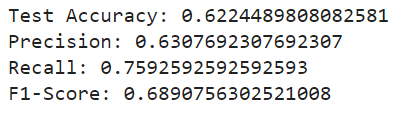 Test Accuracy: 0.6224489808082581
Precision: 0.6307692307692307
Recall: 0.7592592592592593
F1-Score: 0.6890756302521008